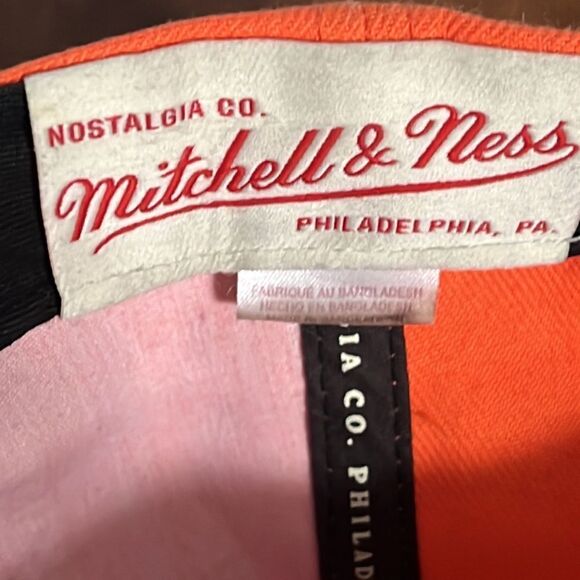 NOSTALGIA CO.
Mitchell & Ness
PHILADELPHIA, PA.
FABRIQUE AU BANGLADESH
HECHO EN BANGLADESH
IA CO. PHILAD